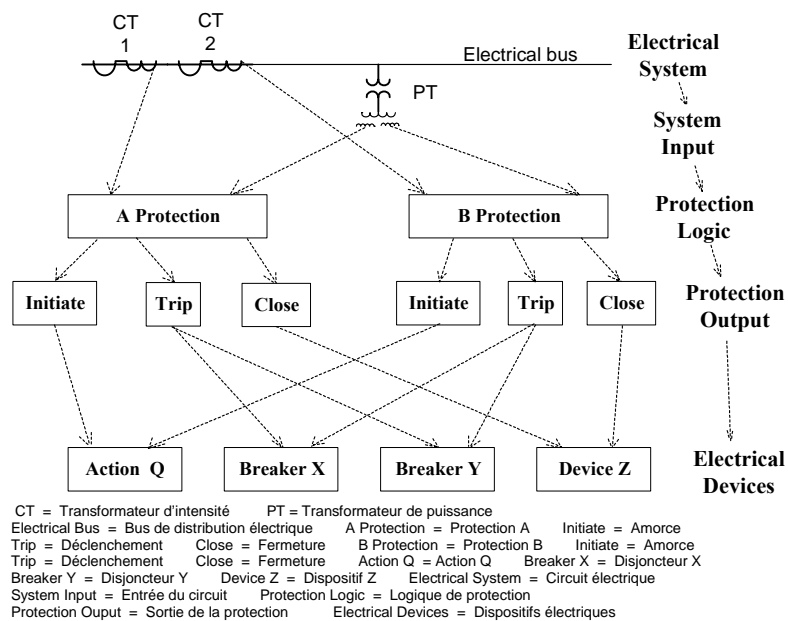 CT
1
CT
2
Electrical bus
Electrical
System
PT
System
Input
A Protection
B Protection
Protection
Logic
Initiate
Trip
Close
Initiate
Trip
Close
Protection
Output
Action Q
Breaker X
Breaker Y
Device Z
Electrical
Devices
CT = Transformateur d'intensité PT = Transformateur de puissance
Electrical Bus = Bus de distribution électrique A Protection = Protection A Initiate = Amorce
Trip = Déclenchement Close = Fermeture B Protection = Protection B Initiate = Amorce
Trip = Déclenchement Close = Fermeture Action Q = Action Q Breaker X = Disjoncteur X
Breaker Y = Disjoncteur Y Device Z = Dispositif Z Electrical System = Circuit électrique
System Input = Entrée du circuit Protection Logic = Logique de protection
Protection Ouput = Sortie de la protection Electrical Devices = Dispositifs électriques